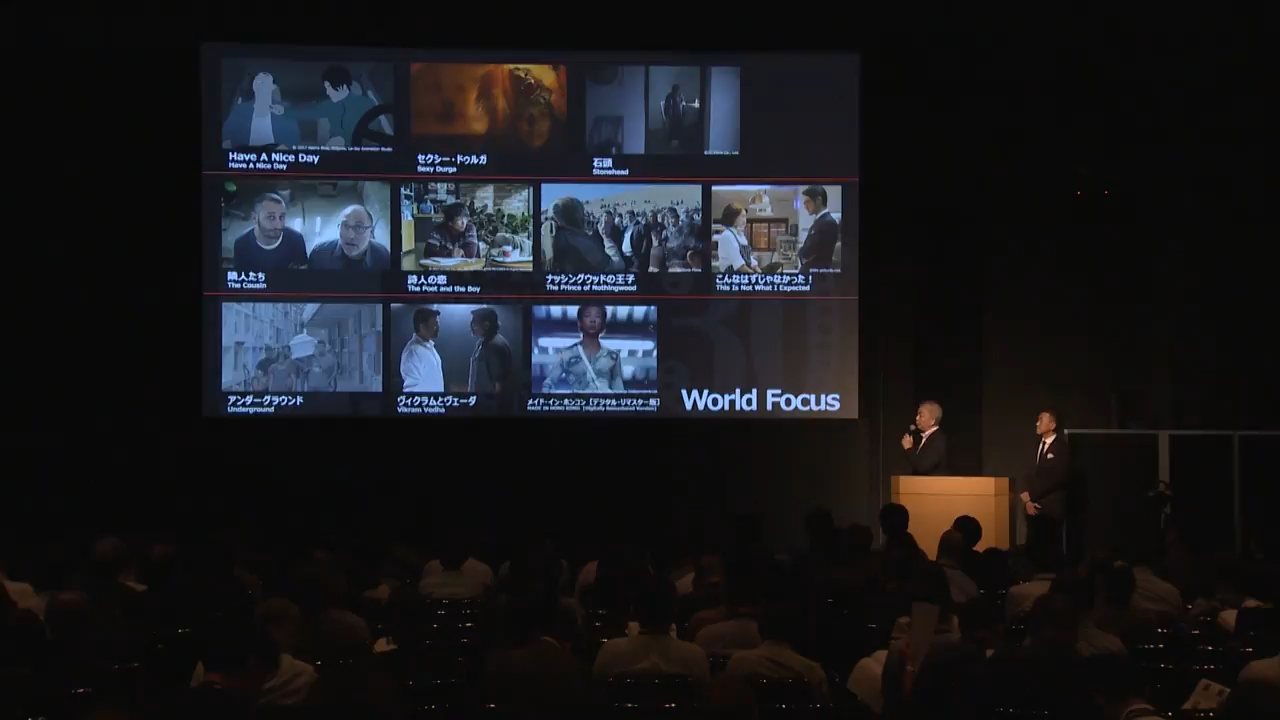 Have A Nice Day
Have A Nice Day
セクシー・ドゥルガ
Sexy Durga
石頭
Stonehead
隣人たち
The Cousin
詩人の恋
The Poet and the Boy
ナッシングウッドの王子
The Prince of Nothingwood
こんなはずじゃなかった！
This Is Not What I Expected
アンダーグラウンド
Underground
ヴィクラムとヴェーダ
Vikram Vedha
メイド・イン・ホンコン［デジタル・リマスター版］
MADE IN HONG KONG [Digitally Remastered Version]
World Focus